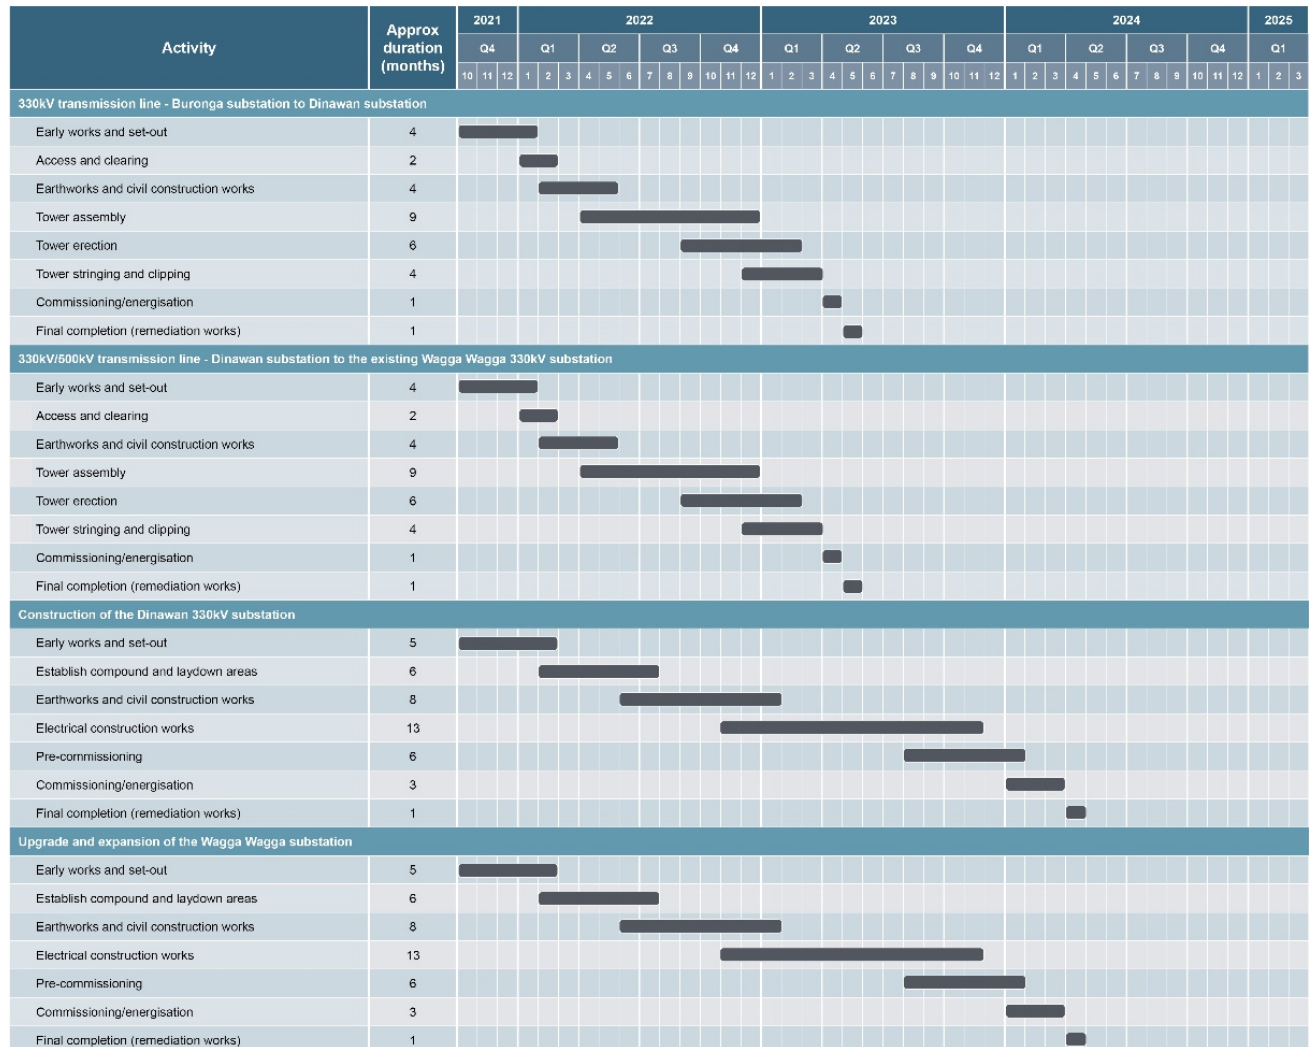 Activity
Approx duration (months)
2021 2022 2023 2024 2025
Q4 Q1 Q2 Q3 Q4 Q1 Q2 Q3 Q4 Q1 Q2 Q3 Q4 Q1
10 11 12 1 2 3 4 5 6 7 8 9 10 11 12 1 2 3 4 5 6 7 8 9 10 11 12 1 2 3 4 5 6 7 8 9 10 11 12 1 2 3
330kV transmission line - Buronga substation to Dinawan substation
Early works and set-out 4
Access and clearing 2
Earthworks and civil construction works 4
Tower assembly 9
Tower erection 6
Tower stringing and clipping 4
Commissioning/energisation 1
Final completion (remediation works) 1
330kV/500kV transmission line - Dinawan substation to the existing Wagga Wagga 330kV substation
Early works and set-out 4
Access and clearing 2
Earthworks and civil construction works 4
Tower assembly 9
Tower erection 6
Tower stringing and clipping 4
Commissioning/energisation 1
Final completion (remediation works) 1
Construction of the Dinawan 330kV substation
Early works and set-out 5
Establish compound and laydown areas 6
Earthworks and civil construction works 8
Electrical construction works 13
Pre-commissioning 6
Commissioning/energisation 3
Final completion (remediation works) 1
Upgrade and expansion of the Wagga Wagga substation
Early works and set-out 5
Establish compound and laydown areas 6
Earthworks and civil construction works 8
Electrical construction works 13
Pre-commissioning 6
Commissioning/energisation 3
Final completion (remediation works) 1